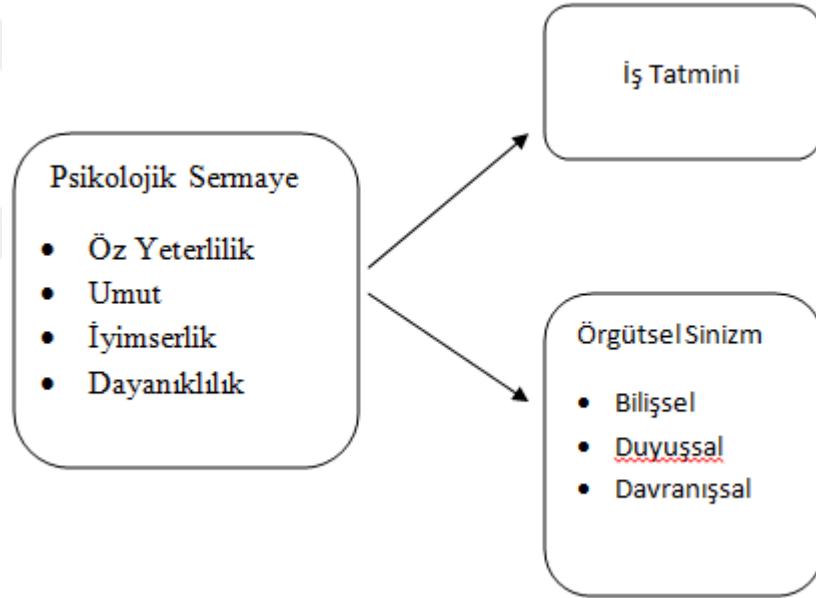 İş Tatmini
Psikolojik Sermaye
• Öz Yeterlilik
• Umut
• İyimserlik
• Dayanıklılık
Örgütsel Sinizm
• Bilişsel
• Duyuşsal
• Davranışsal